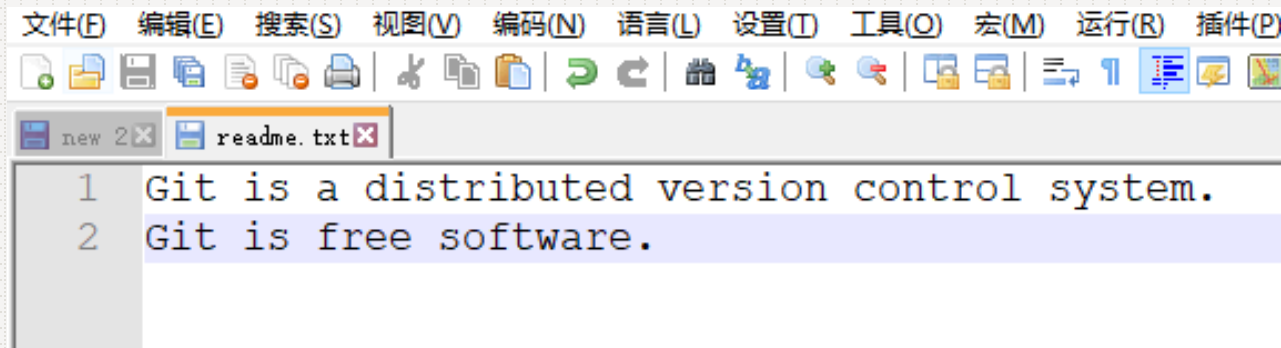 文件(F) 编辑(E) 搜索(S) 视图(V) 编码(N) 语言(L) 设置(T) 工具(O) 宏(M) 运行(R) 插件(P)
new 2 readme.txt
1 Git is a distributed version control system.
2 Git is free software.